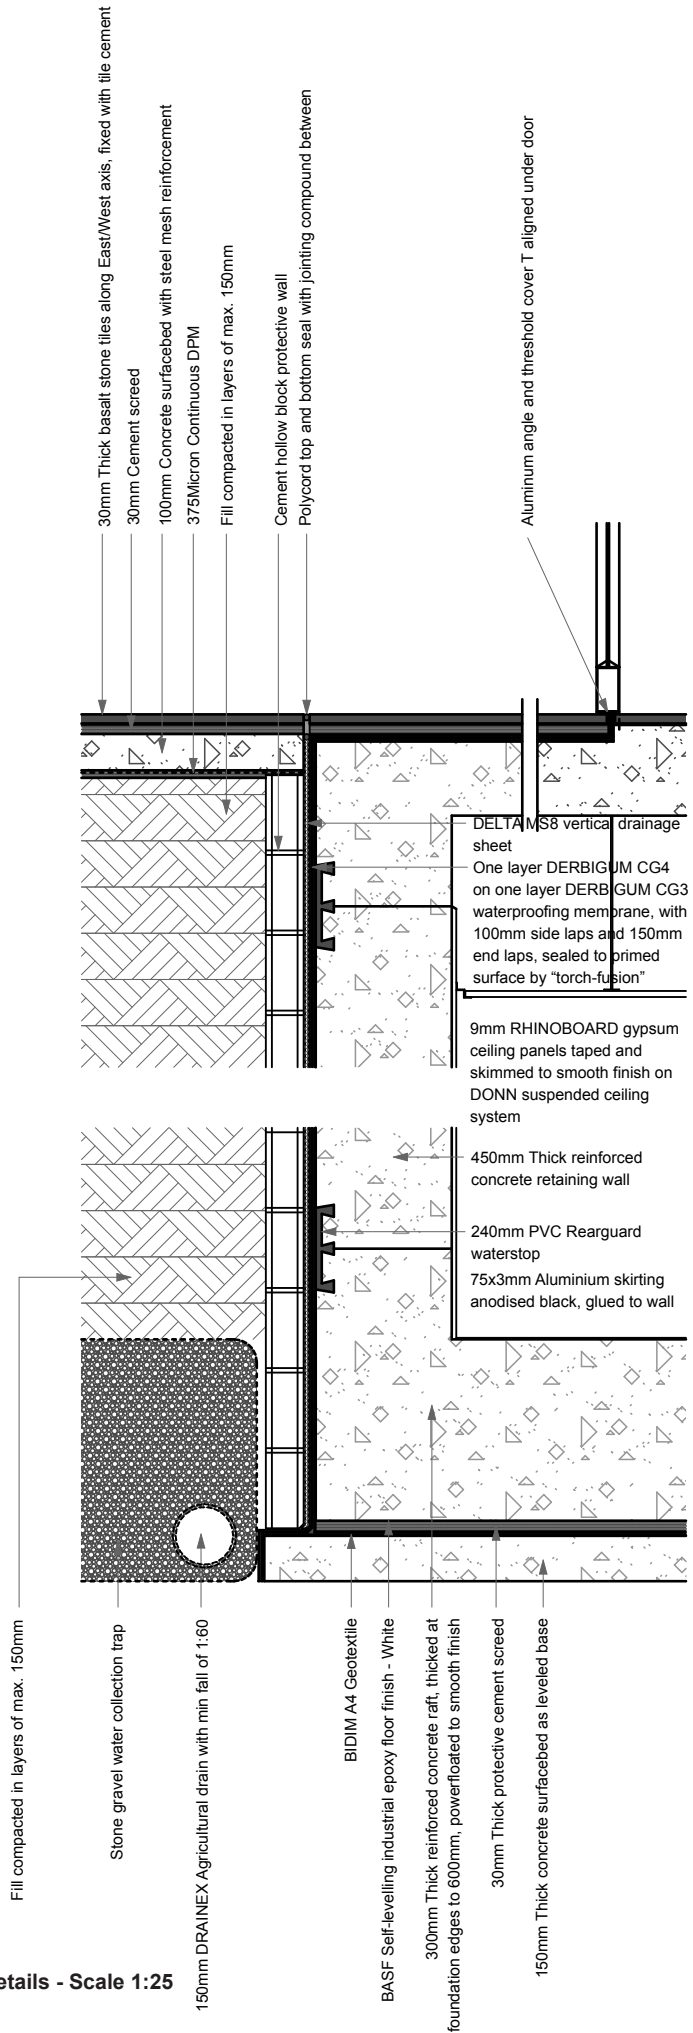 30mm Thick basalt stone tiles along East/West axis, fixed with tile cement
30mm Cement screed
100mm Concrete surfacebed with steel mesh reinforcement
375Micron Continuous DPM
Fill compacted in layers of max. 150mm
Cement hollow block protective wall
Polycord top and bottom seal with jointing compound between
Aluminum angle and threshold cover T aligned under door
DELTA MS8 vertical drainage
sheet
One layer DERBIGUM CG4
on one layer DERBIGUM CG3
waterproofing membrane, with
100mm side laps and 150mm
end laps, sealed to primed
surface by “torch-fusion”
9mm RHINOBOARD gypsum
ceiling panels taped and
skimmed to smooth finish on
DONN suspended ceiling
system
450mm Thick reinforced
concrete retaining wall
240mm PVC Rearguard
waterstop
75x3mm Aluminium skirting
anodised black, glued to wall
Fill compacted in layers of max. 150mm
Stone gravel water collection trap
150mm DRAINEX Agricultural drain with min fall of 1:60
BIDIM A4 Geotextile
BASF Self-levelling industrial epoxy floor finish - White
300mm Thick reinforced concrete raft, thicked at
foundation edges to 600mm, powerfloated to smooth finish
30mm Thick protective cement screed
150mm Thick concrete surfacebed as leveled base
etails - Scale 1:25